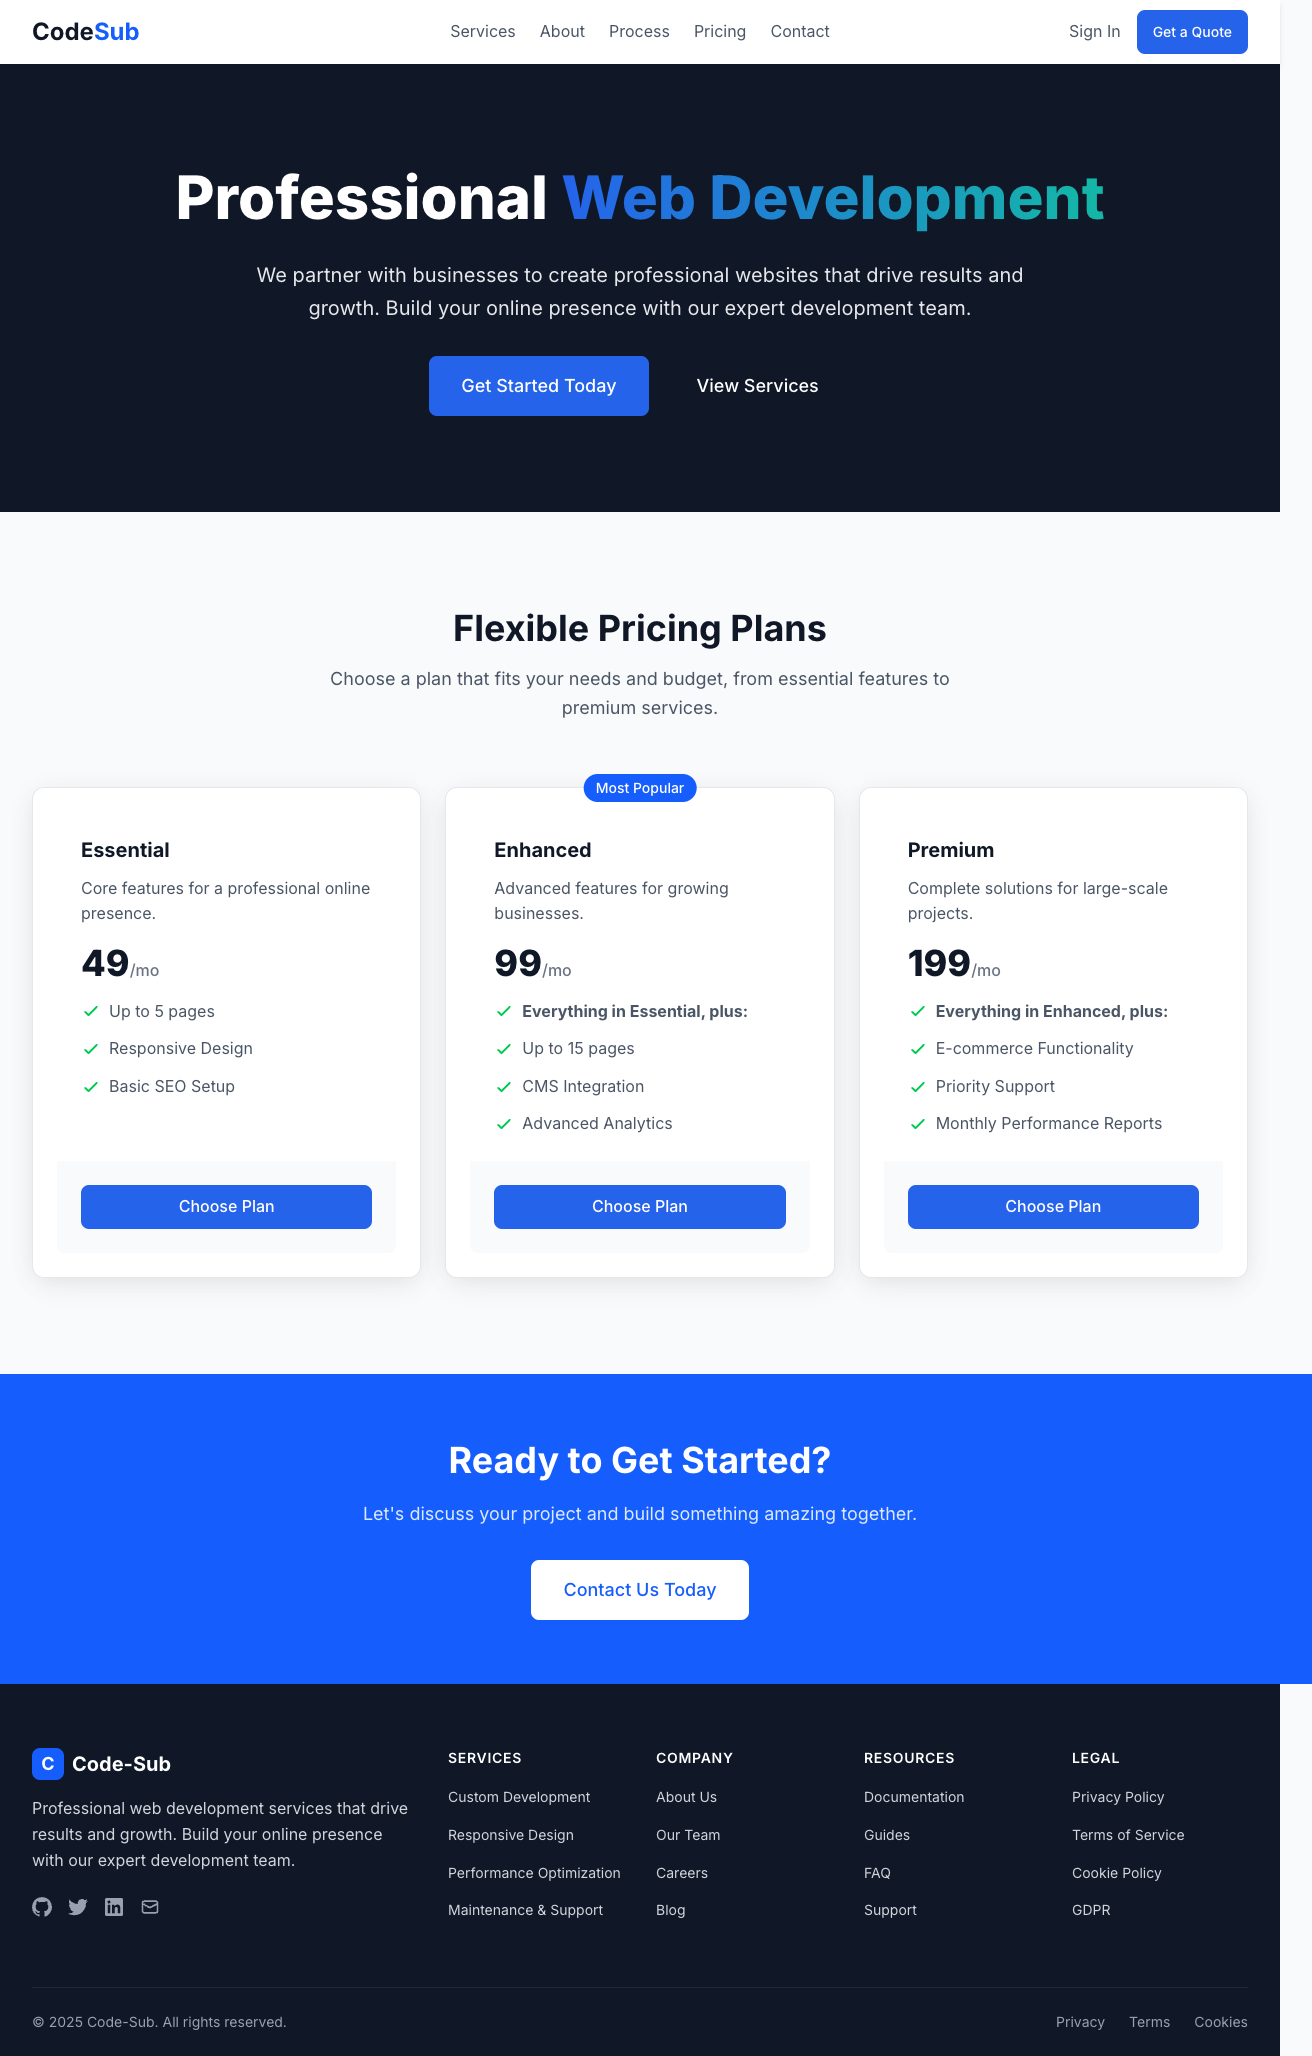 CodeSub
Services About Process Pricing Contact
Sign In Get a Quote
Professional Web Development
We partner with businesses to create professional websites that drive results and
growth. Build your online presence with our expert development team.
Get Started Today View Services
Flexible Pricing Plans
Choose a plan that fits your needs and budget, from essential features to
premium services.
Essential
Core features for a professional online
presence.
49/mo
Up to 5 pages
Responsive Design
Basic SEO Setup
Choose Plan
Most Popular
Enhanced
Advanced features for growing
businesses.
99/mo
Everything in Essential, plus:
Up to 15 pages
CMS Integration
Advanced Analytics
Choose Plan
Premium
Complete solutions for large-scale
projects.
199/mo
Everything in Enhanced, plus:
E-commerce Functionality
Priority Support
Monthly Performance Reports
Choose Plan
Ready to Get Started?
Let's discuss your project and build something amazing together.
Contact Us Today
C Code-Sub
Professional web development services that drive
results and growth. Build your online presence
with our expert development team.
SERVICES
Custom Development
Responsive Design
Performance Optimization
Maintenance & Support
COMPANY
About Us
Our Team
Careers
Blog
RESOURCES
Documentation
Guides
FAQ
Support
LEGAL
Privacy Policy
Terms of Service
Cookie Policy
GDPR
© 2025 Code-Sub. All rights reserved.
Privacy Terms Cookies